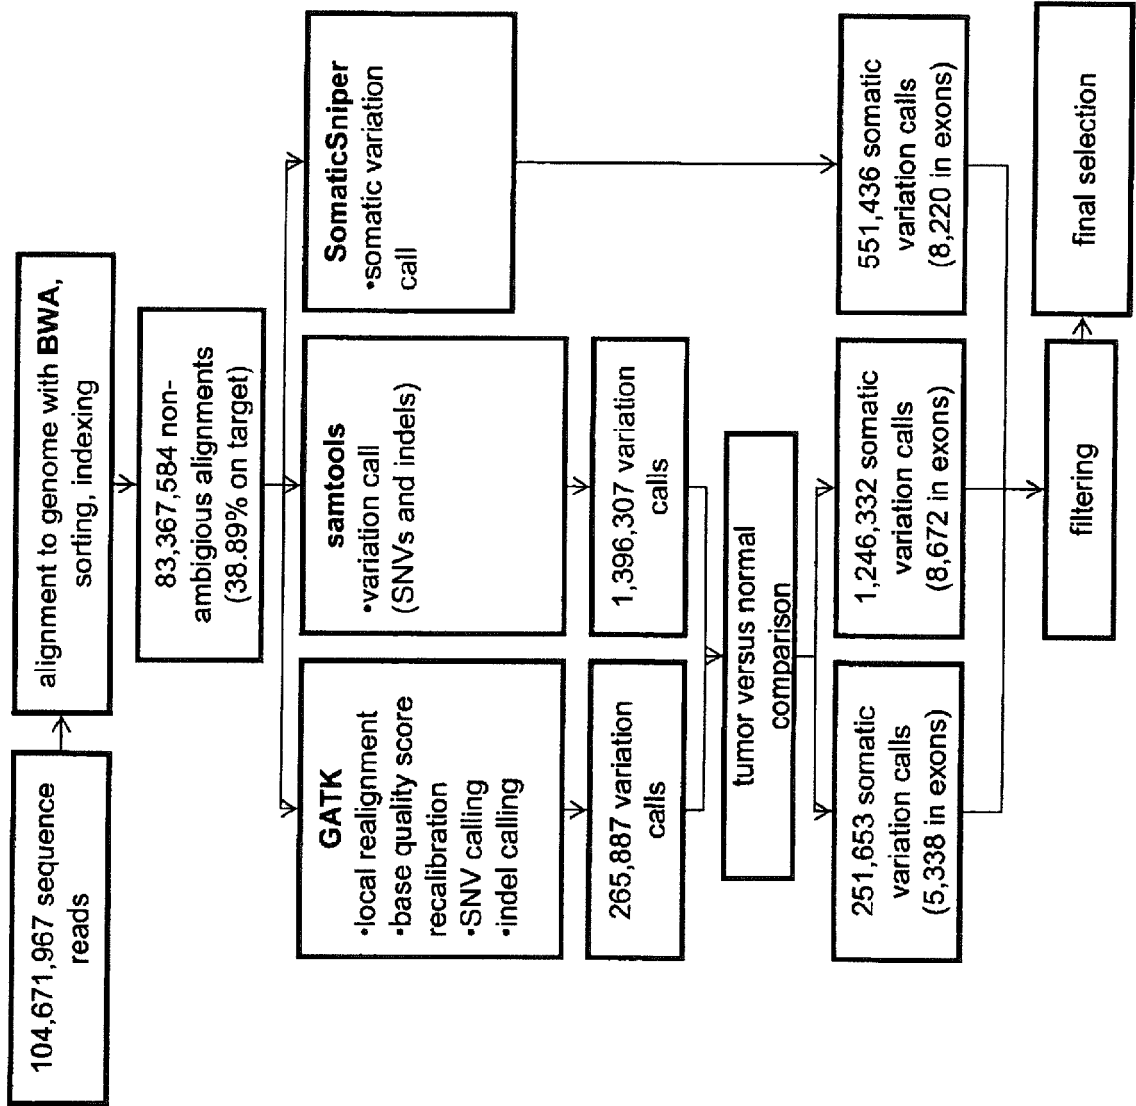 104,671,967 sequence
reads
alignment to genome with BWA,
sorting, indexing
83,367,584 non-
ambigious alignments
(38.89% on target)
GATK
•local realignment
•base quality score
recalibration
•SNV calling
•indel calling
samtools
•variation call
(SNVs and indels)
SomaticSniper
•somatic variation
call
265,887 variation
calls
1,396,307 variation
calls
tumor versus normal
comparison
251,653 somatic
variation calls
(5,338 in exons)
1,246,332 somatic
variation calls
(8,672 in exons)
551,436 somatic
variation calls
(8,220 in exons)
filtering
final selection